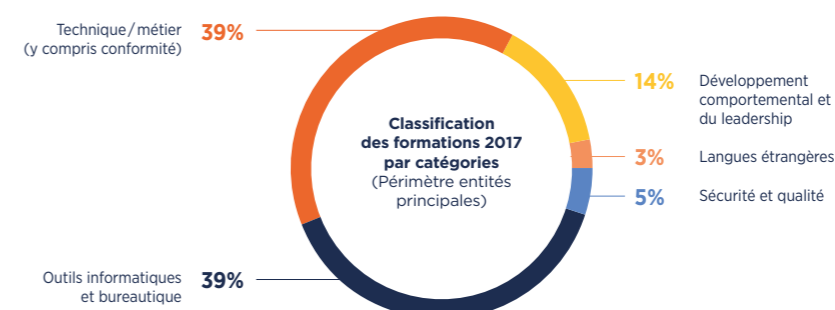 Technique/métier
(y compris conformité)
39%
14%
Développement
comportemental et
du leadership
Classification
des formations 2017
par catégories
(Périmètre entités
principales)
3%
Langues étrangères
5%
Sécurité et qualité
Outils informatiques
et bureautique
39%